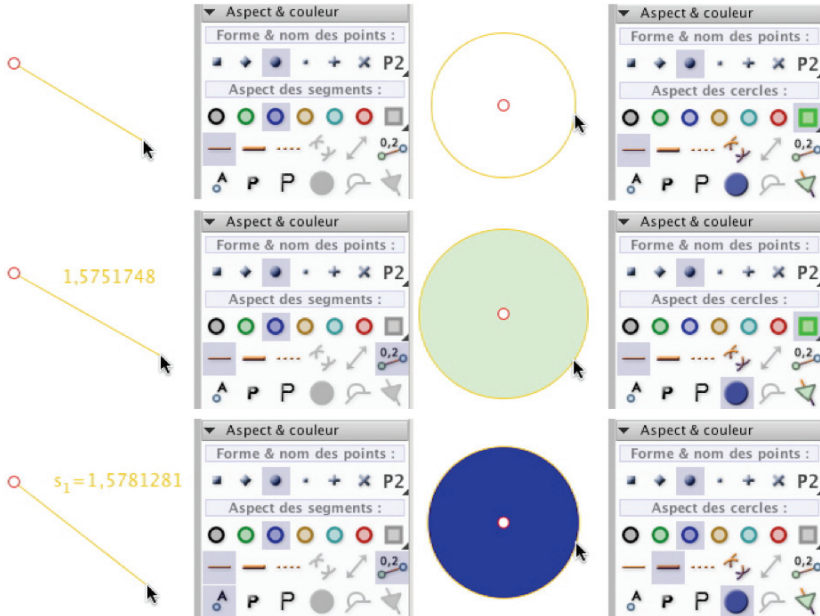 Aspect & couleur
Forme & nom des points :
P2
Aspect des segments :
0,2
A P P
Aspect & couleur
Forme & nom des points :
P2
Aspect des cercles :
0,2
A P P
1,5751748
Aspect & couleur
Forme & nom des points :
P2
Aspect des segments :
0,2
A P P
Aspect & couleur
Forme & nom des points :
P2
Aspect des cercles :
0,2
A P P
s₁=1,5781281
Aspect & couleur
Forme & nom des points :
P2
Aspect des segments :
0,2
A P P
Aspect & couleur
Forme & nom des points :
P2
Aspect des cercles :
0,2
A P P